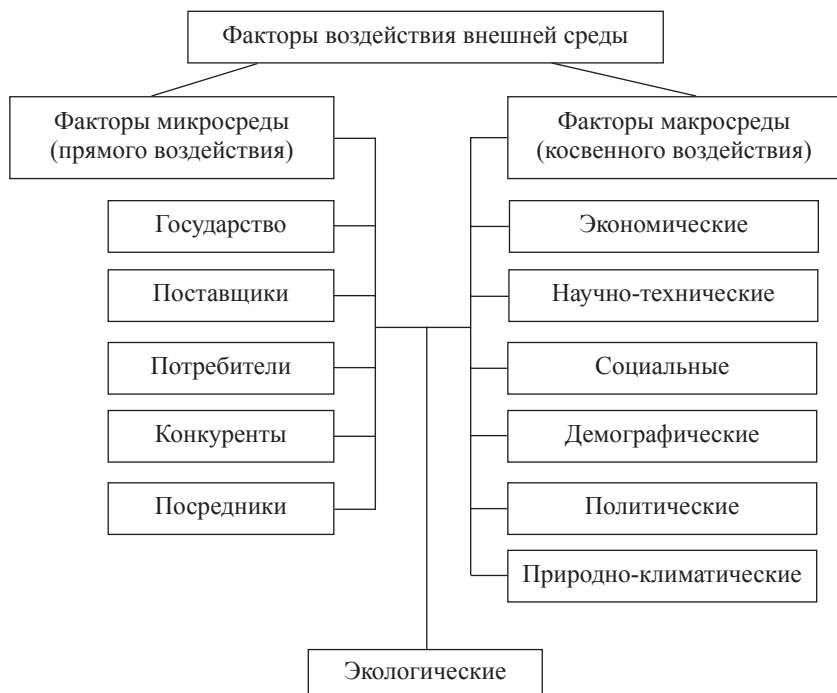 Факторы воздействия внешней среды
Факторы микросреды
(прямого воздействия)
Государство
Поставщики
Потребители
Конкуренты
Посредники
Факторы макросреды
(косвенного воздействия)
Экономические
Научно-технические
Социальные
Демографические
Политические
Природно-климатические
Экологические